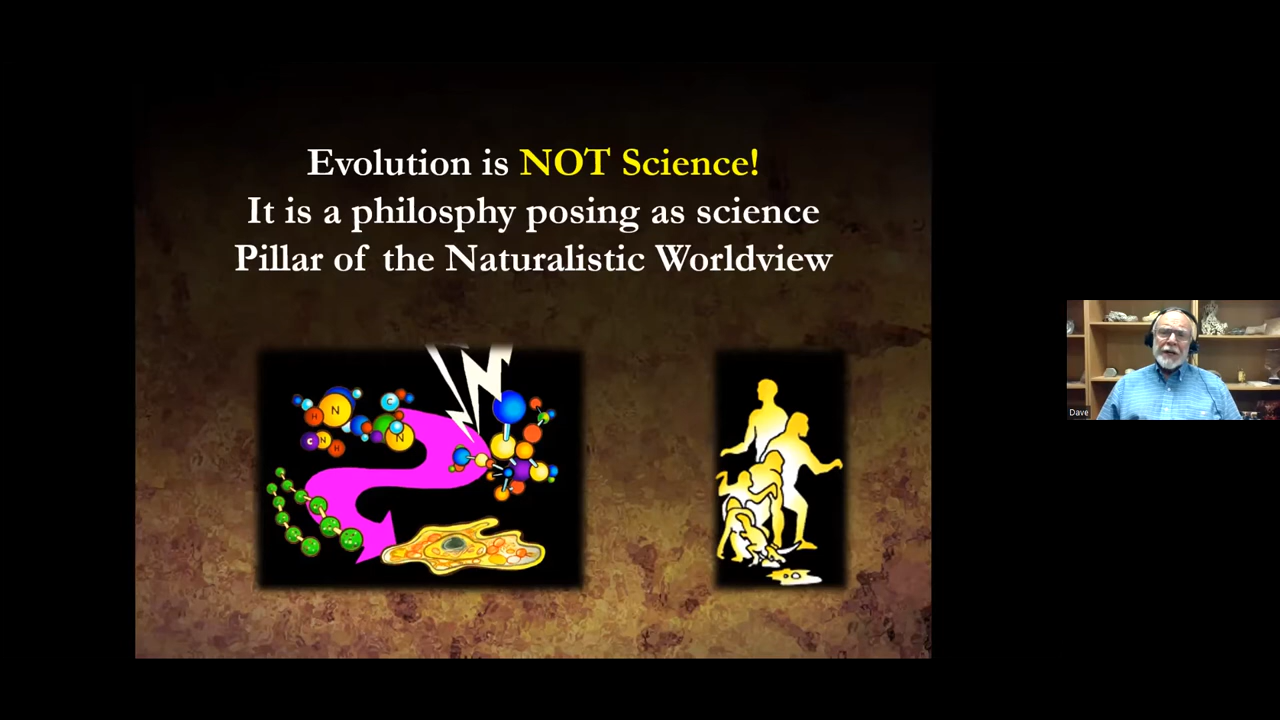 Evolution is NOT Science!
It is a philosphy posing as science
Pillar of the Naturalistic Worldview
N
H
C
C
N
H
N
Dave